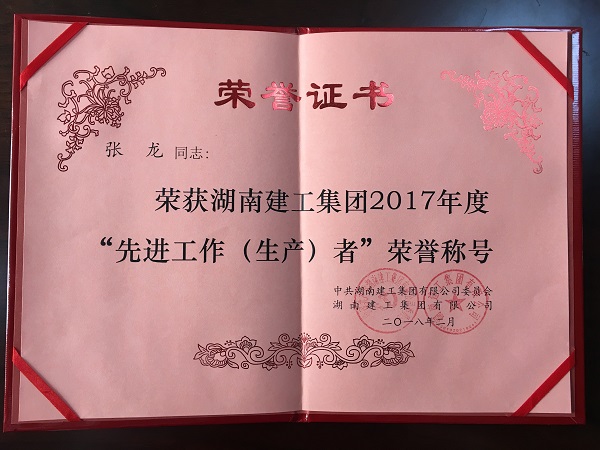 荣誉证书
张 龙 同志：
荣获湖南建工集团2017年度
“先进工作（生产）者”荣誉称号
中共湖南建工集团有限公司委员会
湖南建工集团有限公司
二〇一八年二月